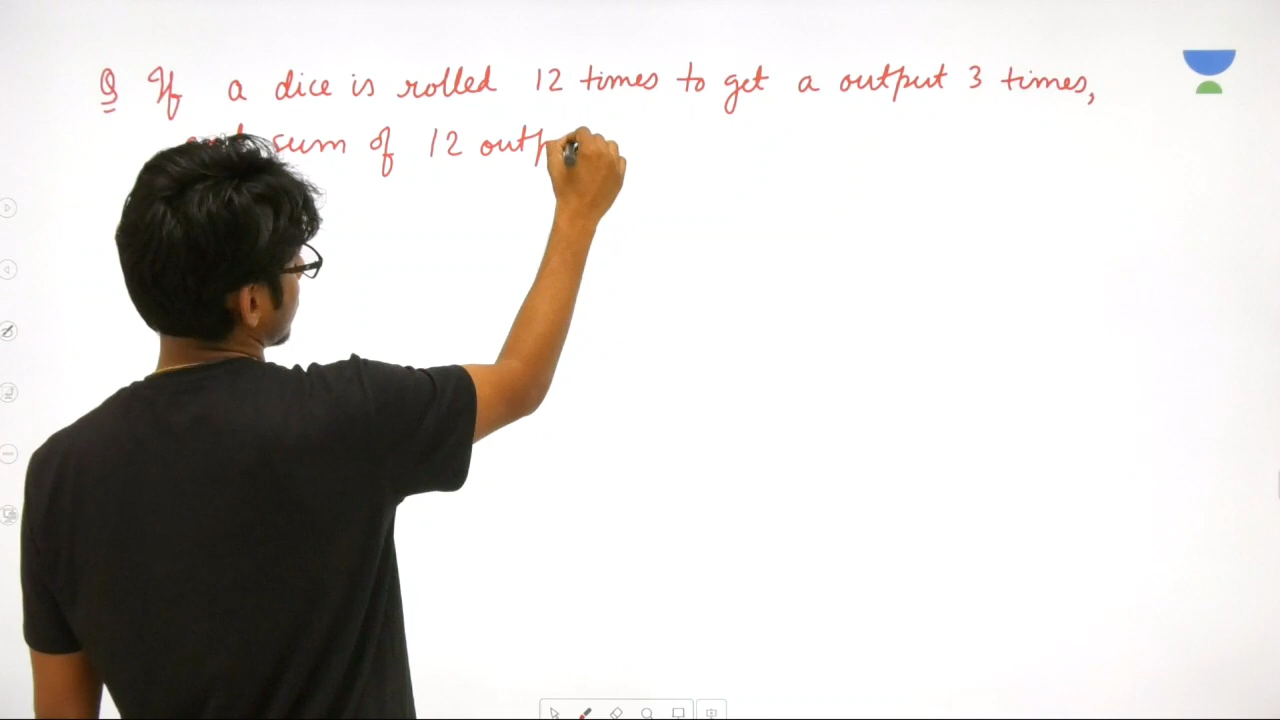 Q If a dice is rolled 12 times to get a output 3 times,
sum of 12 outp